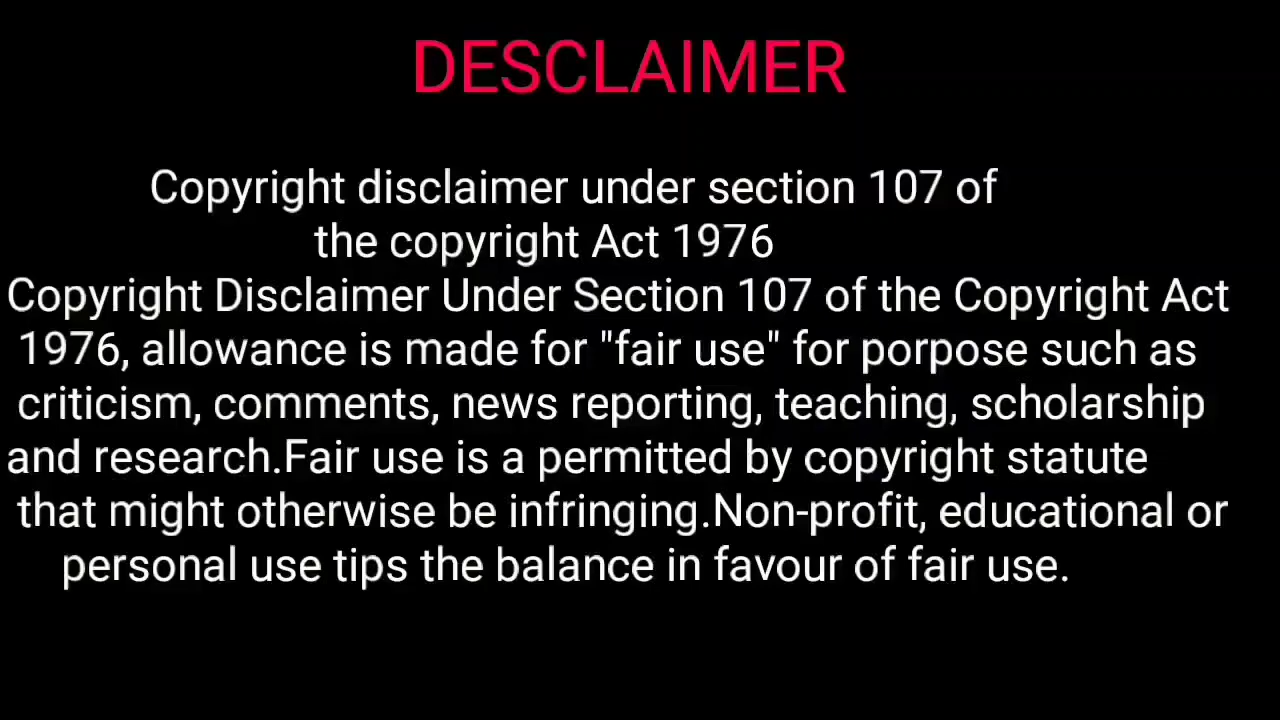 DESCLAIMER
Copyright disclaimer under section 107 of
the copyright Act 1976
Copyright Disclaimer Under Section 107 of the Copyright Act
1976, allowance is made for "fair use" for porpose such as
criticism, comments, news reporting, teaching, scholarship
and research.Fair use is a permitted by copyright statute
that might otherwise be infringing.Non-profit, educational or
personal use tips the balance in favour of fair use.